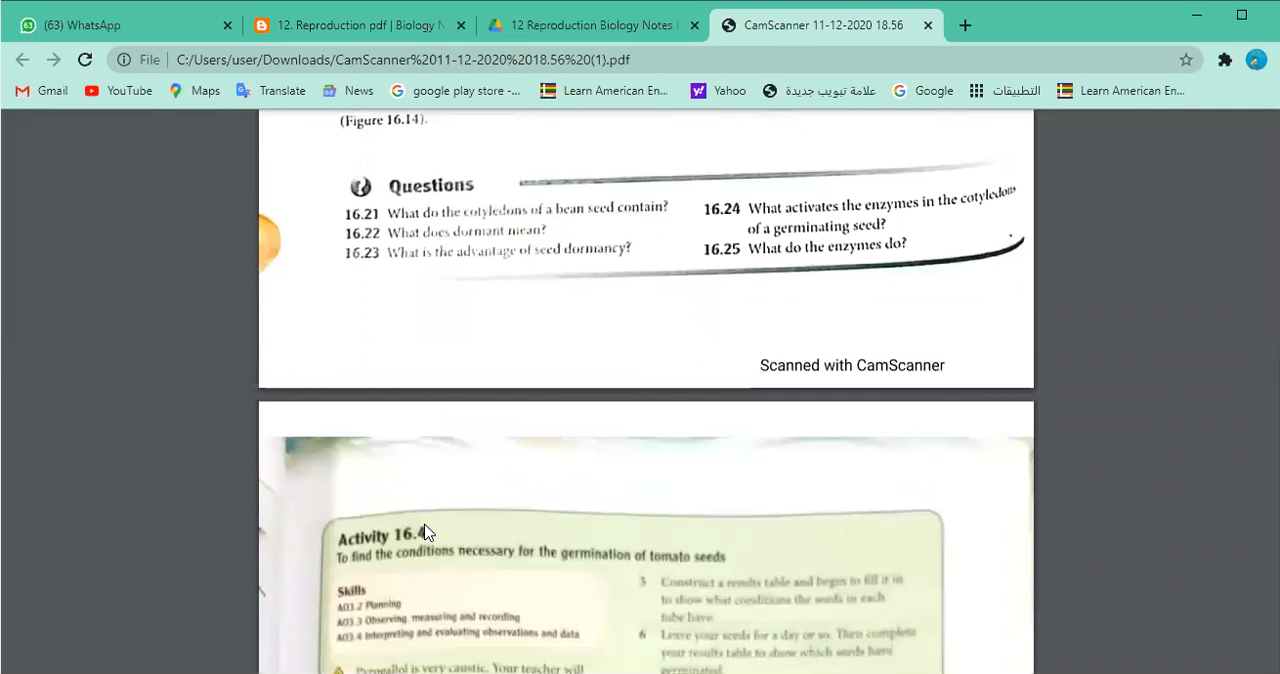 (63) WhatsApp
12. Reproduction pdf | Biology N
12 Reproduction Biology Notes
CamScanner 11-12-2020 18.56
File
C:/Users/user/Downloads/CamScanner%2011-12-2020%2018.56%20(1).pdf
Gmail
YouTube
Maps
Translate
News
google play store -...
Learn American En...
Yahoo
علامة تبويب جديدة
Google
التطبيقات
Learn American En...
(Figure 16.14).
Questions
16.21 What do the cotyledons of a bean seed contain?
16.22 What does dormant mean?
16.23 What is the advantage of seed dormancy?
16.24 What activates the enzymes in the cotyledons
of a germinating seed?
16.25 What do the enzymes do?
Scanned with CamScanner
Activity 16.4
To find the conditions necessary for the germination of tomato seeds
Skills
AO3.2 Planning
AO3.3 Observing, measuring and recording
AO3.4 Interpreting and evaluating observations and data
Pyrogallol is very caustic. Your teacher will
5 Construct a results table and begin to fill it in
to show what conditions the seeds in each
tube have.
6 Leave your seeds for a day or so. Then complete
your results table to show which seeds have
germinated.